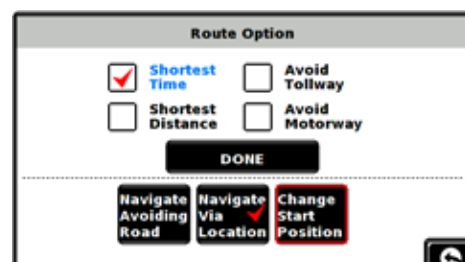 Route Option
Shortest Time
Avoid Tollway
Shortest Distance
Avoid Motorway
DONE
Navigate Avoiding Road
Navigate Via Location
Change Start Position